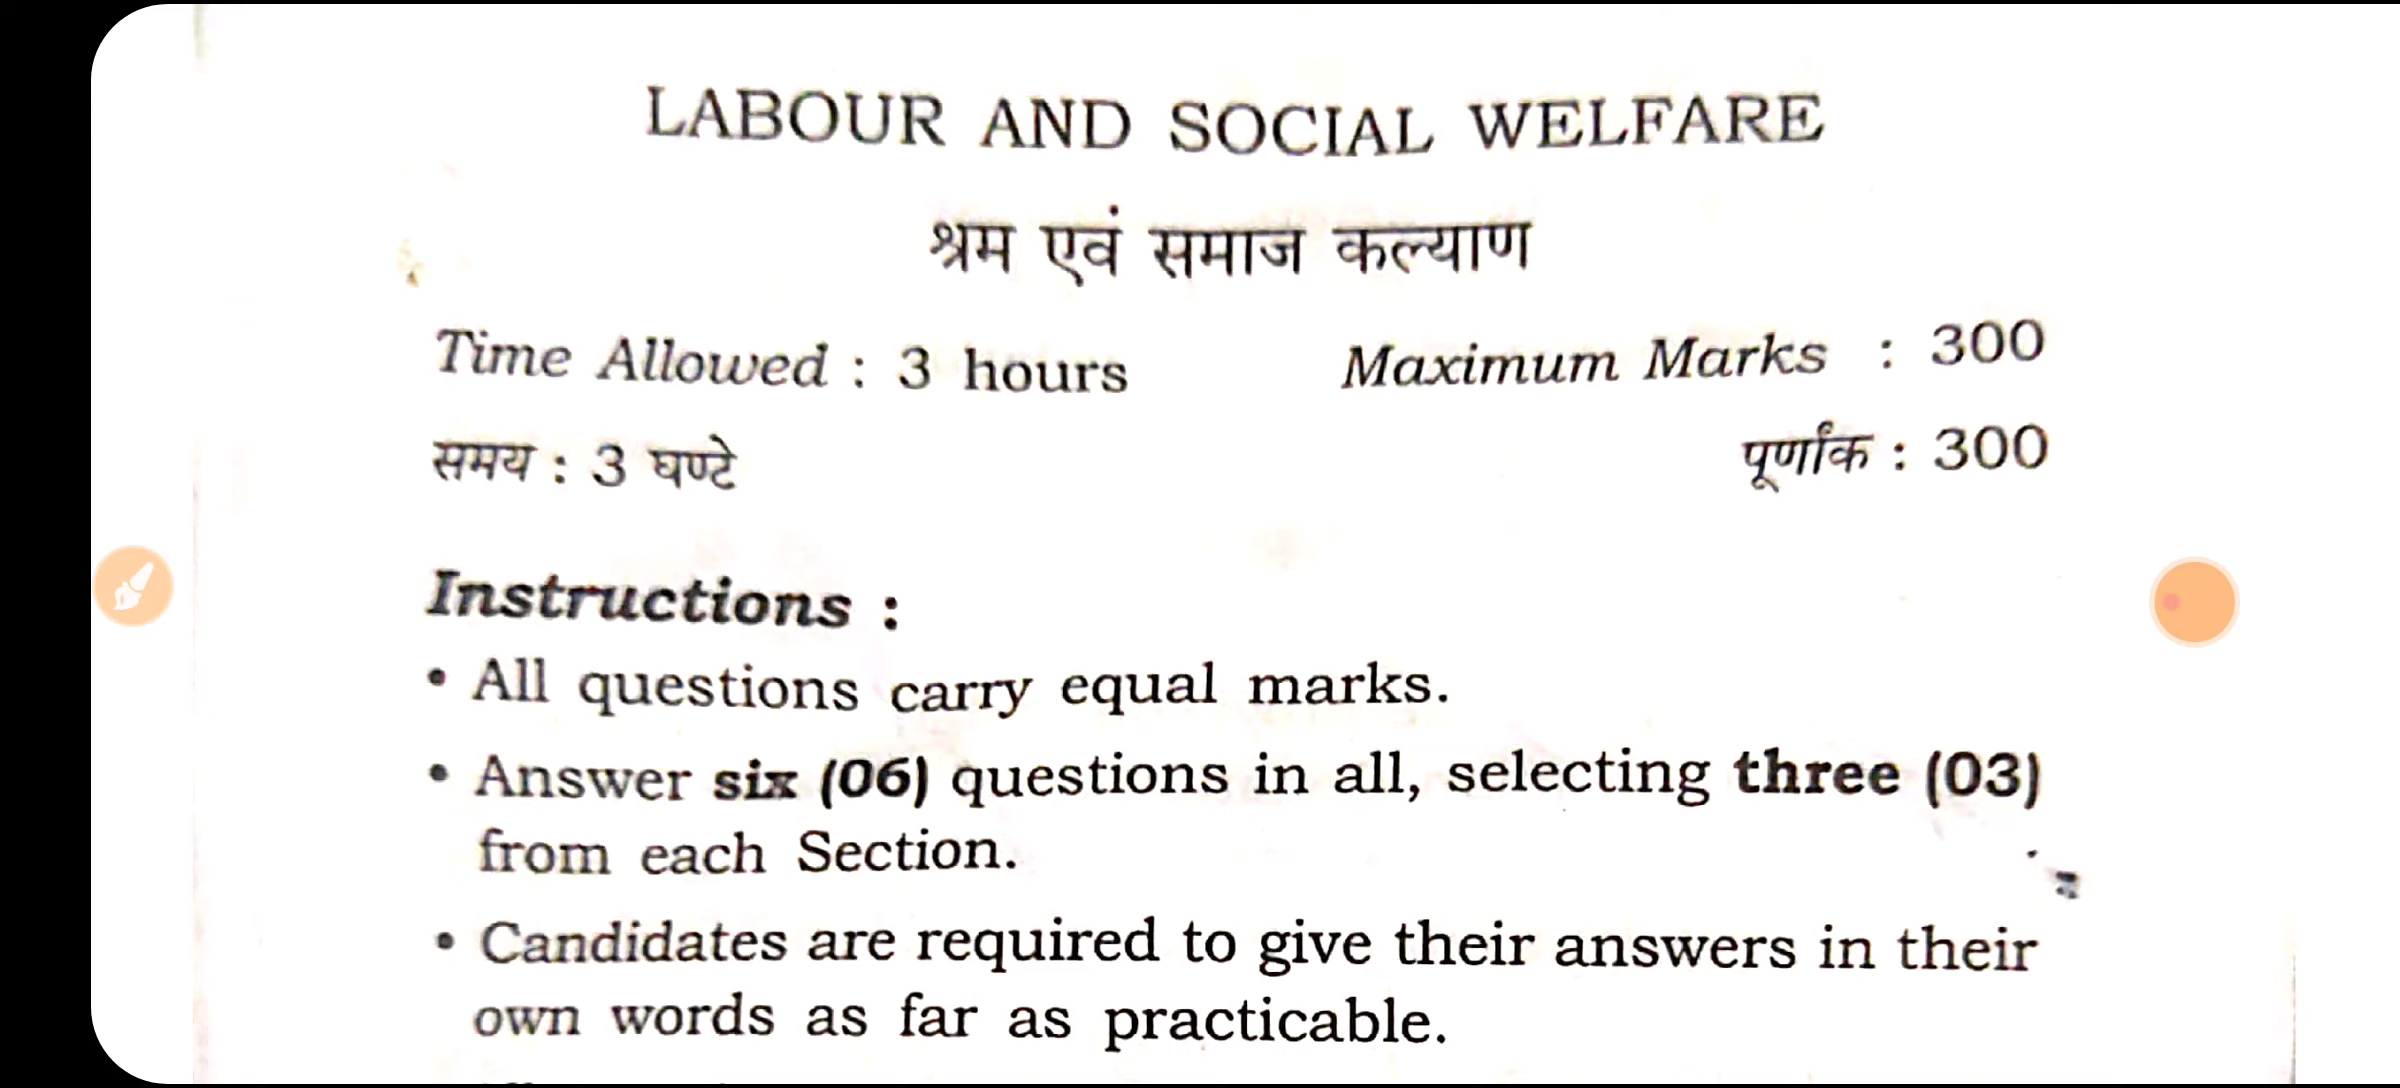 LABOUR AND SOCIAL WELFARE
श्रम एवं समाज कल्याण
Time Allowed : 3 hours Maximum Marks : 300
समय : 3 घण्टे पूर्णांक : 300
Instructions :
• All questions carry equal marks.
• Answer six (06) questions in all, selecting three (03)
from each Section.
• Candidates are required to give their answers in their
own words as far as practicable.